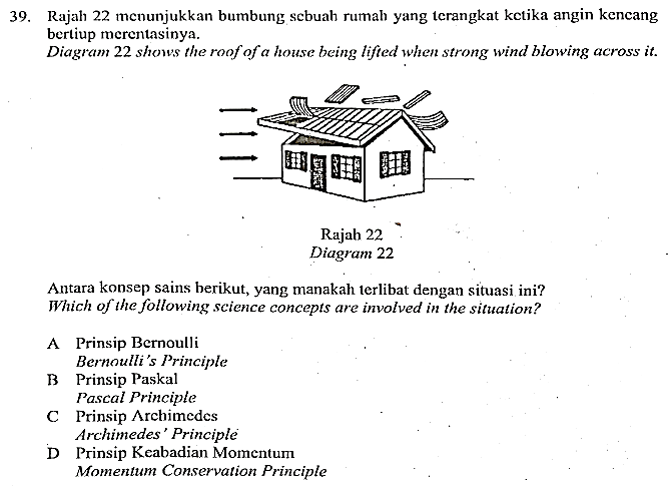 39. Rajah 22 menunjukkan bumbung sebuah rumah yang terangkat ketika angin kencang
bertiup merentasinya.
Diagram 22 shows the roof of a house being lifted when strong wind blowing across it.
Rajah 22
Diagram 22
Antara konsep sains berikut, yang manakah terlibat dengan situasi ini?
Which of the following science concepts are involved in the situation?
A Prinsip Bernoulli
Bernoulli's Principle
B Prinsip Paskal
Pascal Principle
C Prinsip Archimedes
Archimedes' Principle
D Prinsip Keabadian Momentum
Momentum Conservation Principle